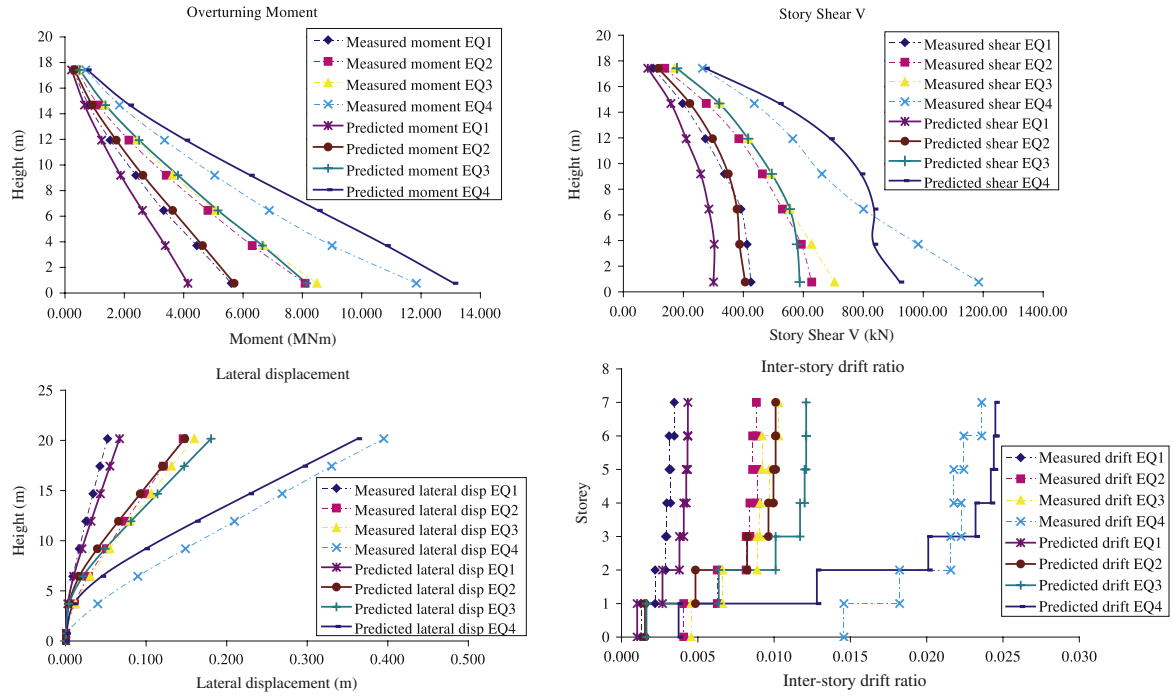 Overturning Moment
20
18
16
14
12
10
8
6
4
2
0
Height (m)
0.000 2.000 4.000 6.000 8.000 10.000 12.000 14.000
Moment (MNm)
Measured moment EQ1
Measured moment EQ2
Measured moment EQ3
Measured moment EQ4
Predicted moment EQ1
Predicted moment EQ2
Predicted moment EQ3
Predicted moment EQ4
Story Shear V
20
18
16
14
12
10
8
6
4
2
0
Height (m)
0.00 200.00 400.00 600.00 800.00 1000.00 1200.00 1400.00
Story Shear V (kN)
Measured shear EQ1
Measured shear EQ2
Measured shear EQ3
Measured shear EQ4
Predicted shear EQ1
Predicted shear EQ2
Predicted shear EQ3
Predicted shear EQ4
Lateral displacement
25
20
15
10
5
0
Height (m)
0.000 0.100 0.200 0.300 0.400 0.500
Lateral displacement (m)
Measured lateral disp EQ1
Measured lateral disp EQ2
Measured lateral disp EQ3
Measured lateral disp EQ4
Predicted lateral disp EQ1
Predicted lateral disp EQ2
Predicted lateral disp EQ3
Predicted lateral disp EQ4
Inter-story drift ratio
8
7
6
5
4
3
2
1
0
Storey
0.000 0.005 0.010 0.015 0.020 0.025 0.030
Inter-story drift ratio
Measured drift EQ1
Measured drift EQ2
Measured drift EQ3
Measured drift EQ4
Predicted drift EQ1
Predicted drift EQ2
Predicted drift EQ3
Predicted drift EQ4